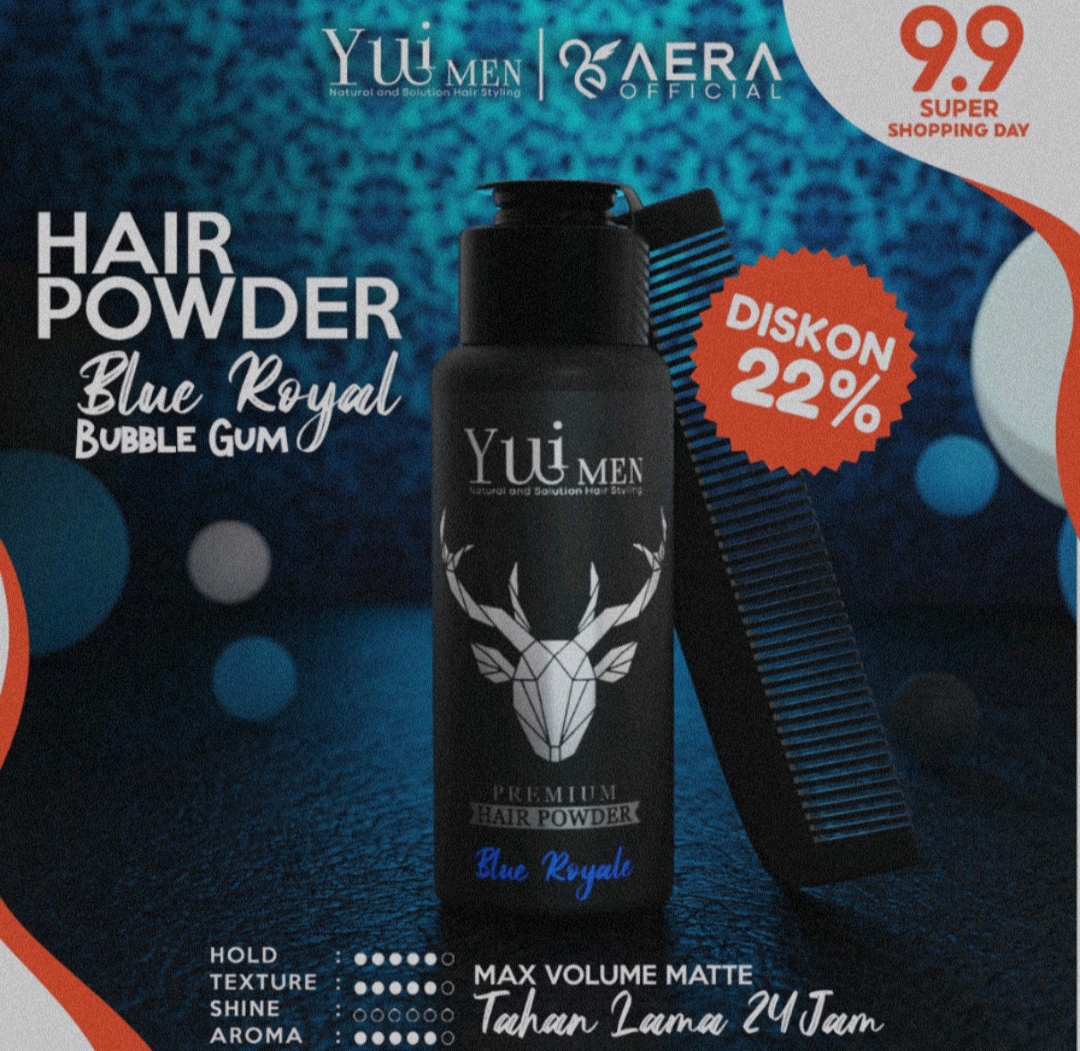 Yui MEN
Natural and Solution Hair Styling
AERA
OFFICIAL
9.9
SUPER
SHOPPING DAY
HAIR
POWDER
Blue Royal
BUBBLE GUM
DISKON
22%
Yui MEN
Natural and Solution Hair Styling
PREMIUM
HAIR POWDER
Blue Royale
HOLD :
TEXTURE :
SHINE :
AROMA :
MAX VOLUME MATTE
Tahan Lama 24 Jam